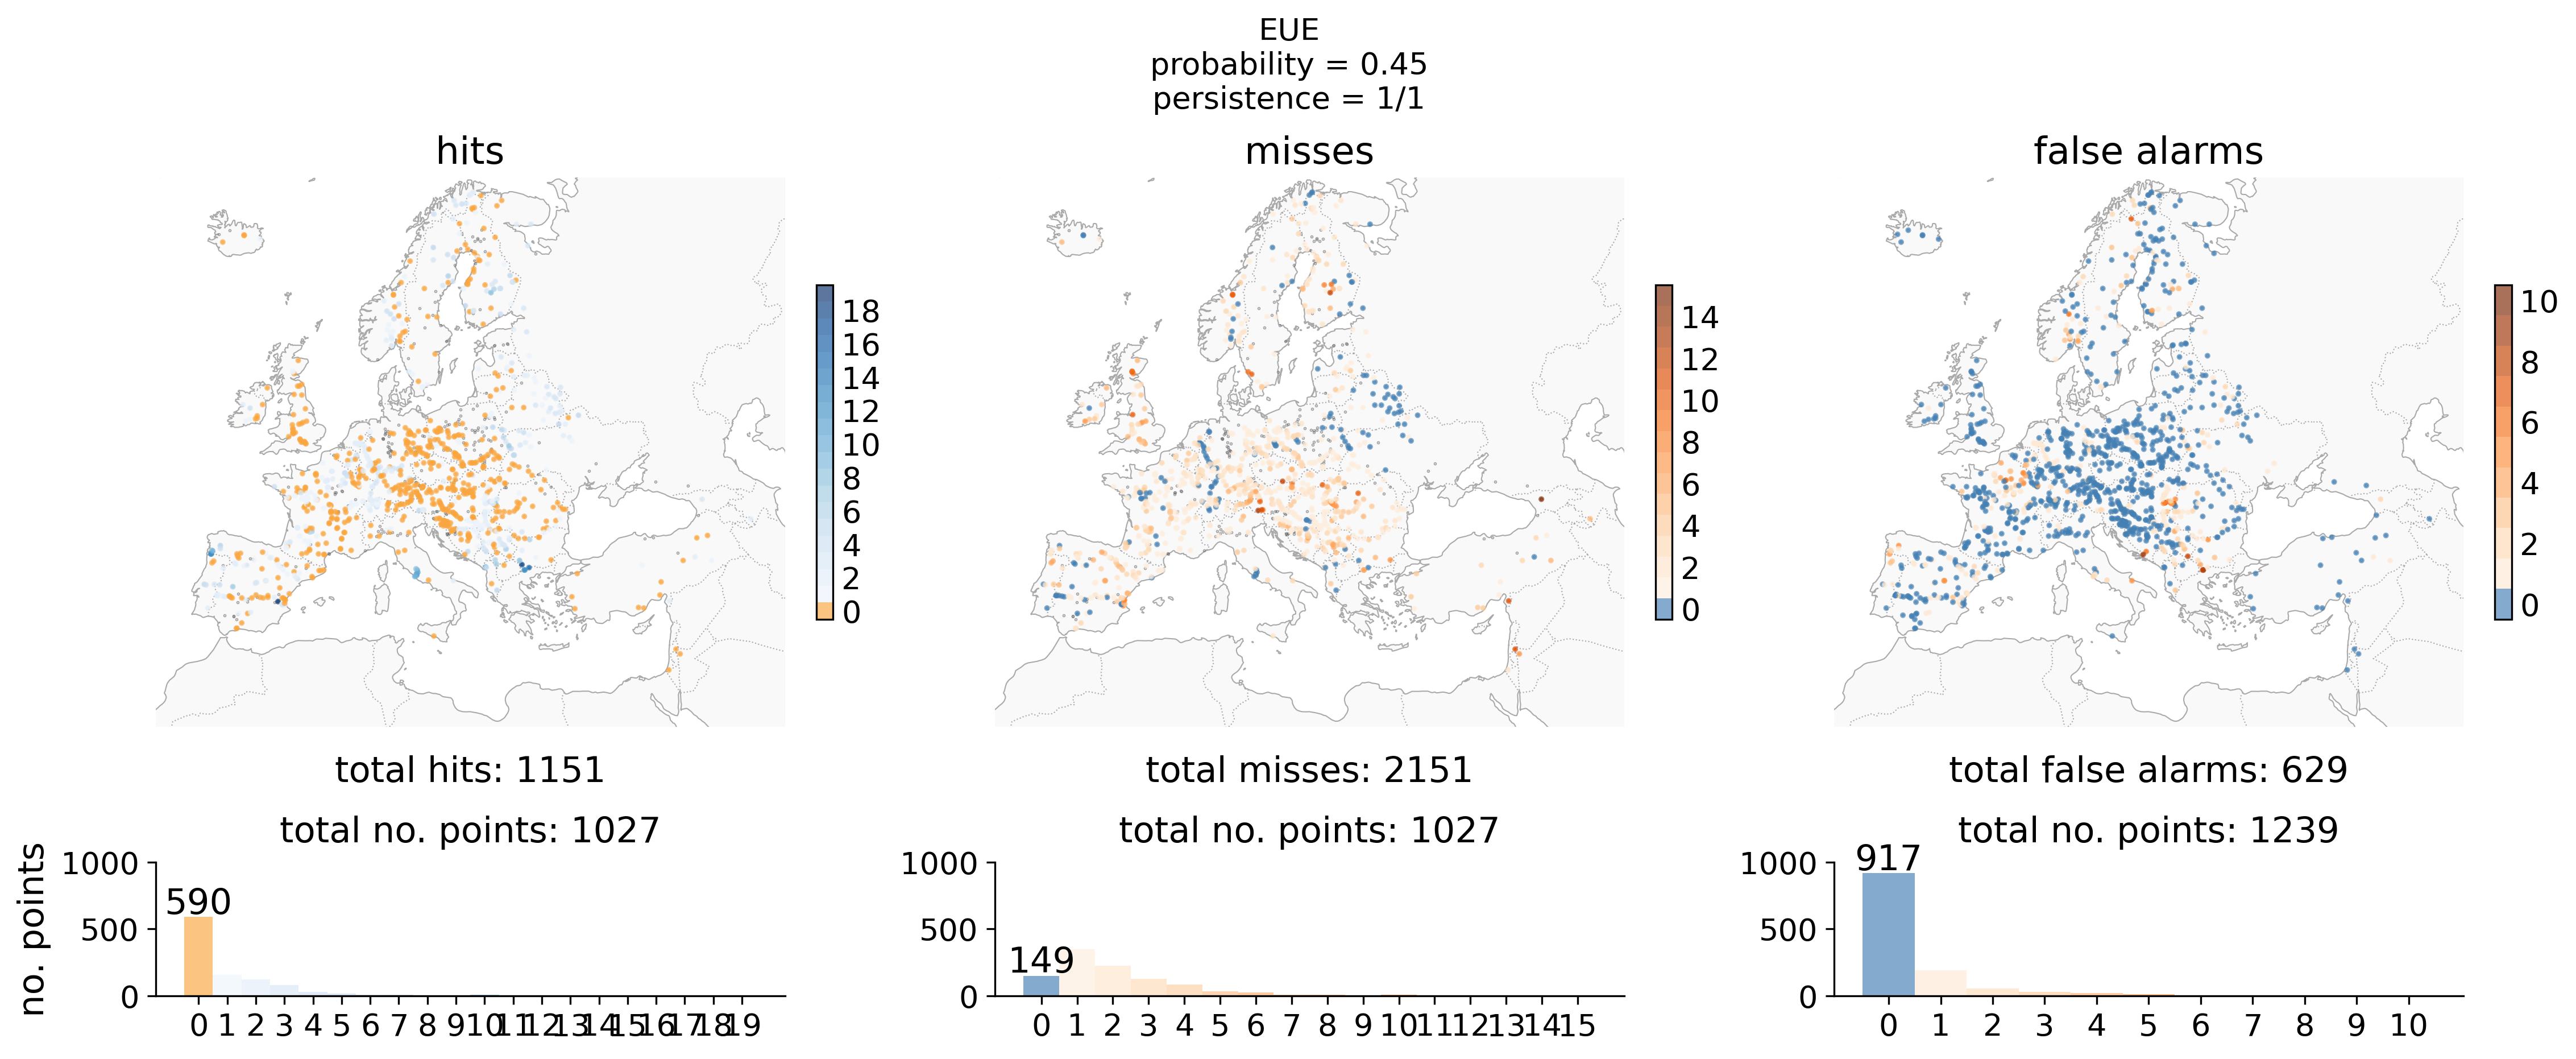 EUE
probability = 0.45
persistence = 1/1
hits
misses
false alarms
18
16
14
12
10
8
6
4
2
0
14
12
10
8
6
4
2
0
10
8
6
4
2
0
total hits: 1151
total misses: 2151
total false alarms: 629
total no. points: 1027
total no. points: 1027
total no. points: 1239
no. points
1000
500
0
590
0 1 2 3 4 5 6 7 8 9 10 11 12 13 14 15 16 17 18 19
1000
500
0
149
0 1 2 3 4 5 6 7 8 9 10 11 12 13 14 15
1000
500
0
917
0 1 2 3 4 5 6 7 8 9 10